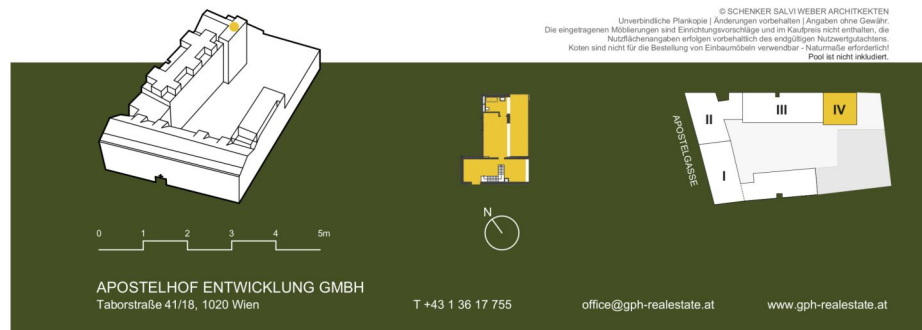 © SCHENKER SALVI WEBER ARCHITKEKTEN
Unverbindliche Plankopie | Änderungen vorbehalten | Angaben ohne Gewähr.
Die eingetragenen Möblierungen sind Einrichtungsvorschläge und im Kaufpreis nicht enthalten, die
Nutzflächenangaben erfolgen vorbehaltlich des endgültigen Nutzwertgutachtens.
Koten sind nicht für die Bestellung von Einbaumöbeln verwendbar - Naturmaße erforderlich!
Pool ist nicht inkludiert.
II
III
IV
APOSTELGASSE
I
N
0 1 2 3 4 5m
APOSTELHOF ENTWICKLUNG GMBH
Taborstraße 41/18, 1020 Wien
T +43 1 36 17 755
office@gph-realestate.at
www.gph-realestate.at